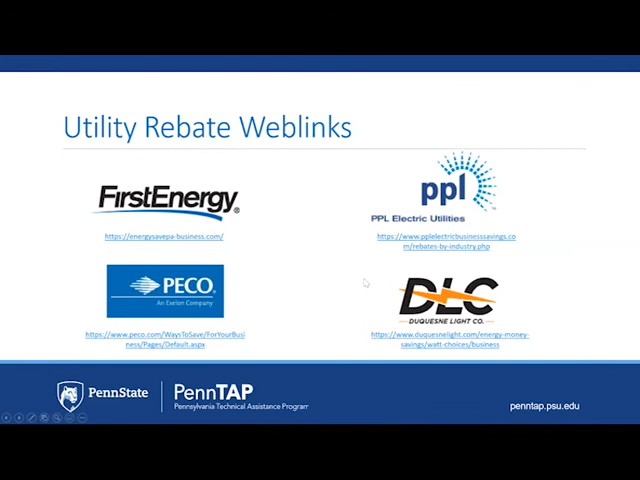 Utility Rebate Weblinks
FirstEnergy®
https://energysavepa-business.com/
ppl
PPL Electric Utilities
https://www.pplelectricbusinesssavings.co
m/rebates-by-industry.php
PECO
An Exelon Company
https://www.peco.com/WaysToSave/ForYourBusi
ness/Pages/Default.aspx
DLC
DUQUESNE LIGHT CO.
https://www.duquesnelight.com/energy-money-
savings/watt-choices/business
PennState
PennTAP
Pennsylvania Technical Assistance Program
penntap.psu.edu